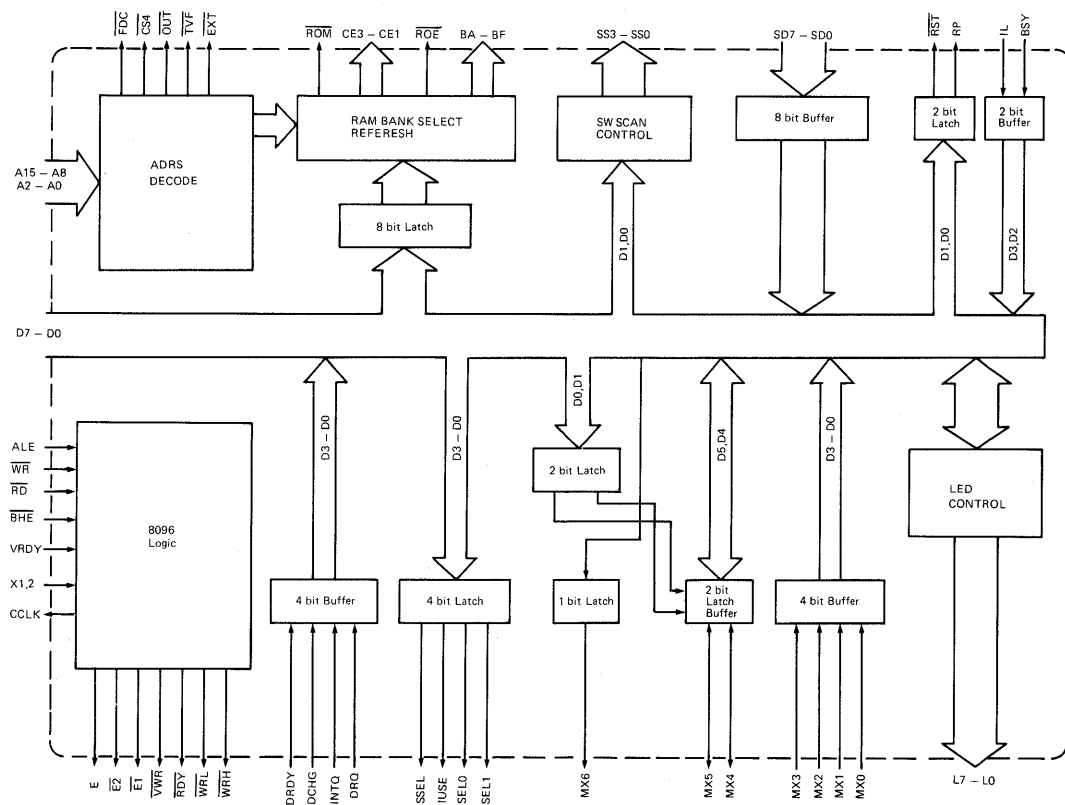 FDC CS4 OUT TVF EXT
ROM CE3 – CE1 ROE BA – BF
SS3 – SS0
SD7 – SD0
RST RP IL BSY
A15 – A8
A2 – A0
ADRS
DECODE
RAM BANK SELECT
REFERESH
8 bit Latch
SW SCAN
CONTROL
8 bit Buffer
2 bit
Latch
2 bit
Buffer
D1,D0
D1,D0
D3,D2
D7 – D0
ALE
WR
RD
BHE
VRDY
X1,2
CCLK
8096
Logic
D3 – D0
D3 – D0
D0,D1
D5,D4
D3 – D0
2 bit Latch
LED
CONTROL
4 bit Buffer
4 bit Latch
1 bit Latch
2 bit
Latch
Buffer
4 bit Buffer
E E2 E1 VWR RDY WRL WRH
DRDY DCHG INTQ DRQ
SSEL IUSE SEL0 SEL1
MX6
MX5 MX4
MX3 MX2 MX1 MX0
L7 – L0